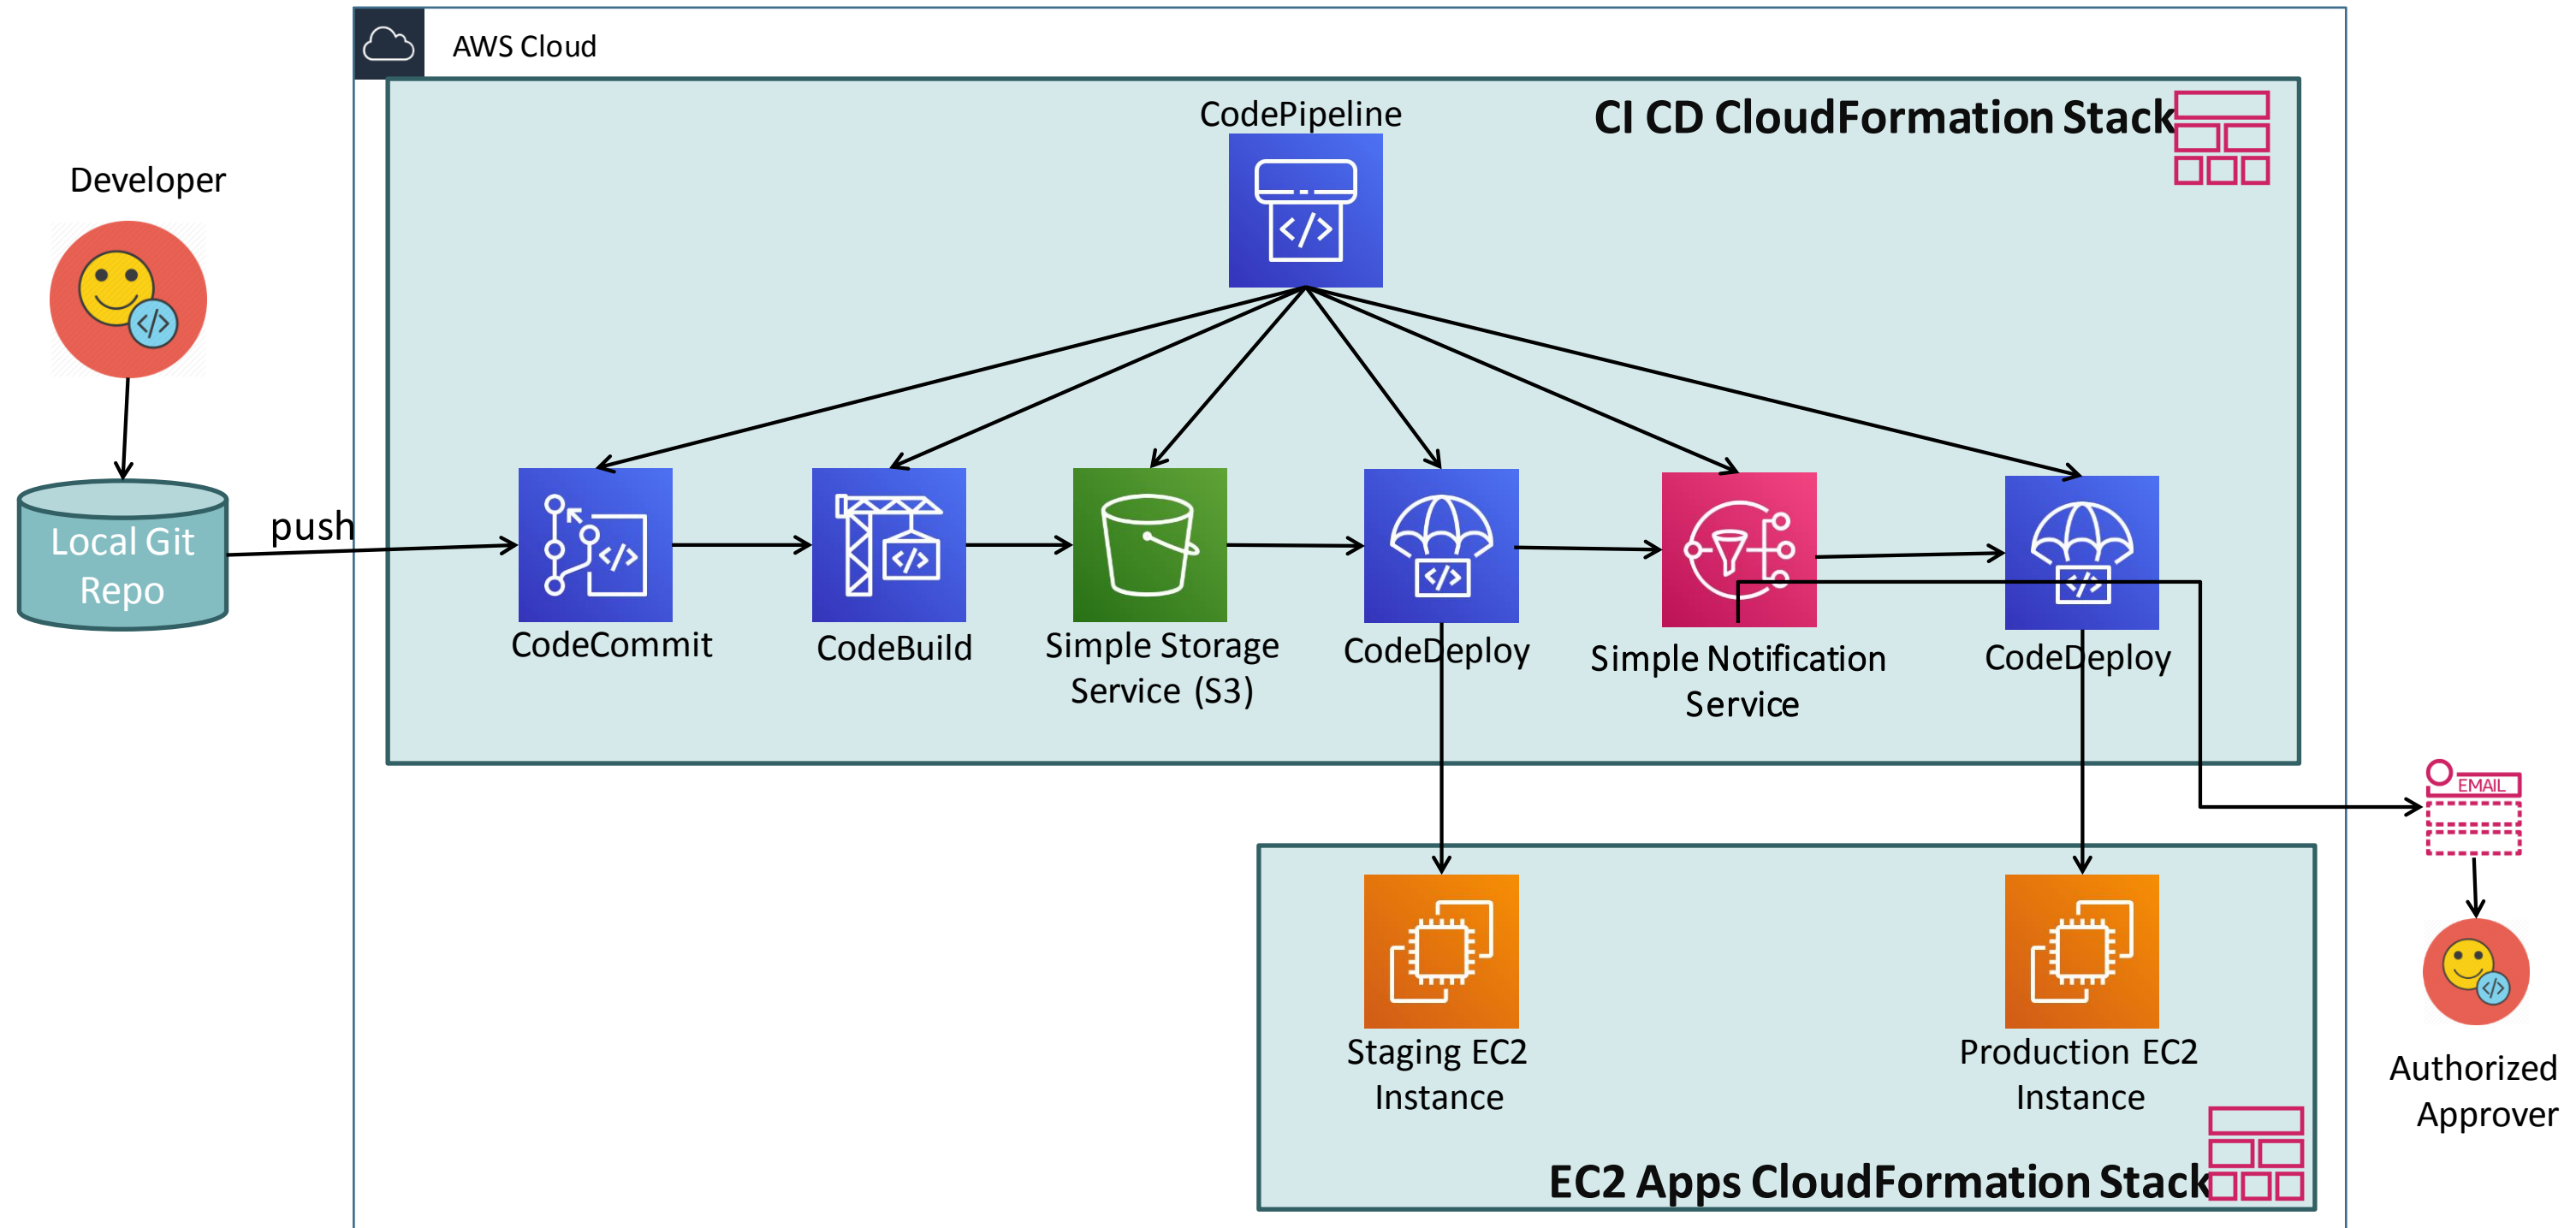 AWS Cloud
CodePipeline
CI CD CloudFormation Stack
Developer
Local Git
Repo
push
CodeCommit
CodeBuild
Simple Storage
Service (S3)
CodeDeploy
Simple Notification
Service
CodeDeploy
EMAIL
Staging EC2
Instance
Production EC2
Instance
Authorized
Approver
EC2 Apps CloudFormation Stack